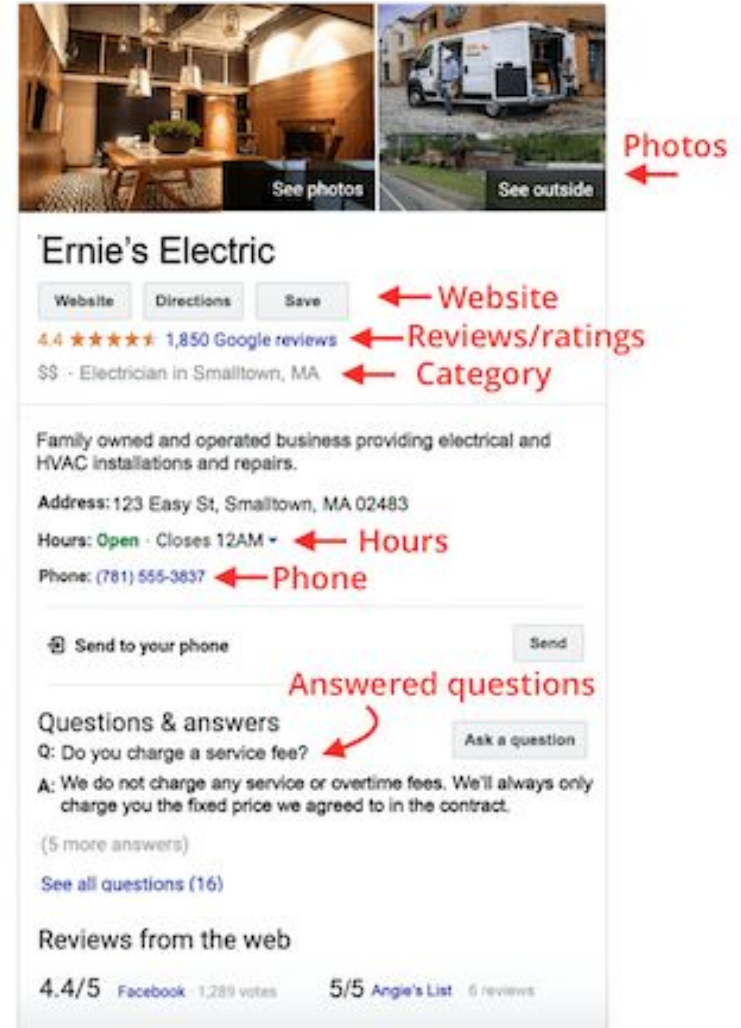 See photos
See outside
Photos
Ernie's Electric
Website Directions Save
Website
4.4 1,850 Google reviews
Reviews/ratings
$$ · Electrician in Smalltown, MA
Category
Family owned and operated business providing electrical and
HVAC installations and repairs.
Address: 123 Easy St, Smalltown, MA 02483
Hours: Open · Closes 12AM
Hours
Phone: (781) 555-3837
Phone
Send to your phone Send
Answered questions
Questions & answers
Ask a question
Q: Do you charge a service fee?
A: We do not charge any service or overtime fees. We'll always only
charge you the fixed price we agreed to in the contract.
(5 more answers)
See all questions (16)
Reviews from the web
4.4/5 Facebook · 1,289 votes 5/5 Angie's List 6 reviews